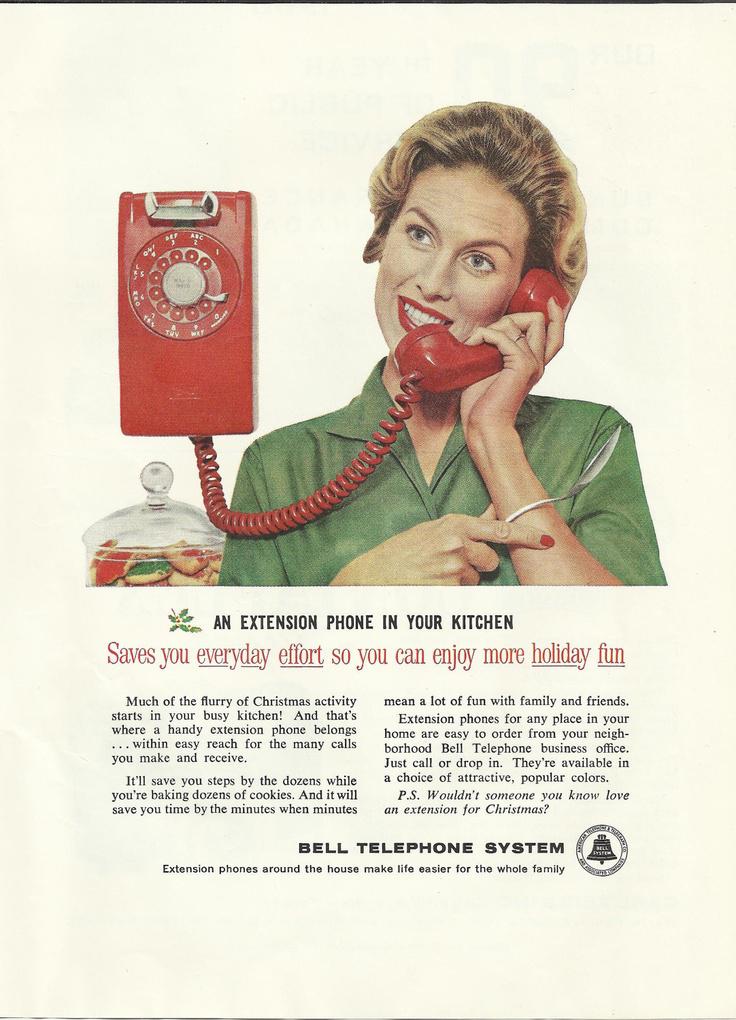 AN EXTENSION PHONE IN YOUR KITCHEN
Saves you everyday effort so you can enjoy more holiday fun
Much of the flurry of Christmas activity
starts in your busy kitchen! And that's
where a handy extension phone belongs
. . . within easy reach for the many calls
you make and receive.
It'll save you steps by the dozens while
you're baking dozens of cookies. And it will
save you time by the minutes when minutes
mean a lot of fun with family and friends.
Extension phones for any place in your
home are easy to order from your neigh-
borhood Bell Telephone business office.
Just call or drop in. They're available in
a choice of attractive, popular colors.
P.S. Wouldn't someone you know love
an extension for Christmas?
BELL TELEPHONE SYSTEM
Extension phones around the house make life easier for the whole family
BELL
SYSTEM